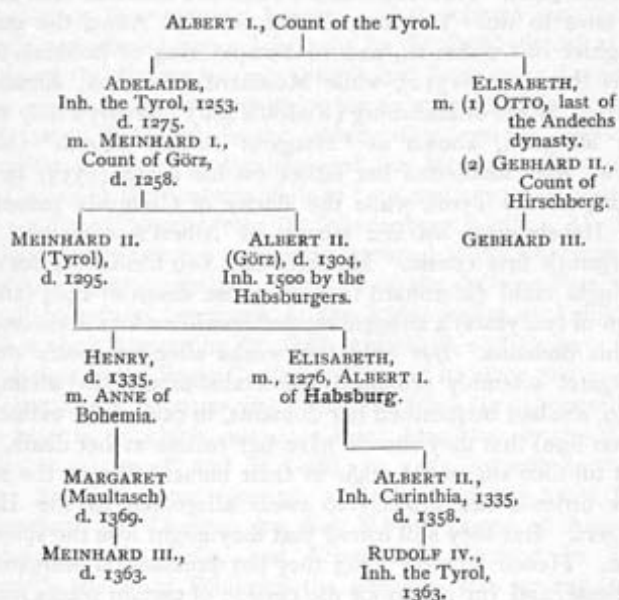 ALBERT I., Count of the Tyrol.
ADELAIDE,
Inh. the Tyrol, 1253,
d. 1275.
m. MEINHARD I.,
Count of Görz,
d. 1258.
ELISABETH,
m. (1) OTTO, last of
the Andechs
dynasty.
(2) GEBHARD II.,
Count of
Hirschberg.
MEINHARD II.
(Tyrol),
d. 1295.
ALBERT II.
(Görz), d. 1304,
Inh. 1500 by the
Habsburgers.
GEBHARD III.
HENRY,
d. 1335,
m. ANNE of
Bohemia.
ELISABETH,
m., 1276, ALBERT I.
of Habsburg.
MARGARET
(Maultasch)
d. 1369.
ALBERT II.,
Inh. Carinthia, 1335,
d. 1358.
MEINHARD III.,
d. 1363.
RUDOLF IV.,
Inh. the Tyrol,
1363.